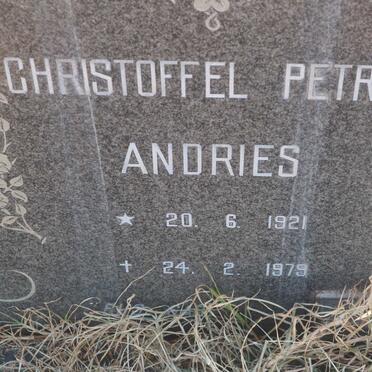 CHRISTOFFEL PETR
ANDRIES
* 20. 6. 1921
† 24. 2. 1979